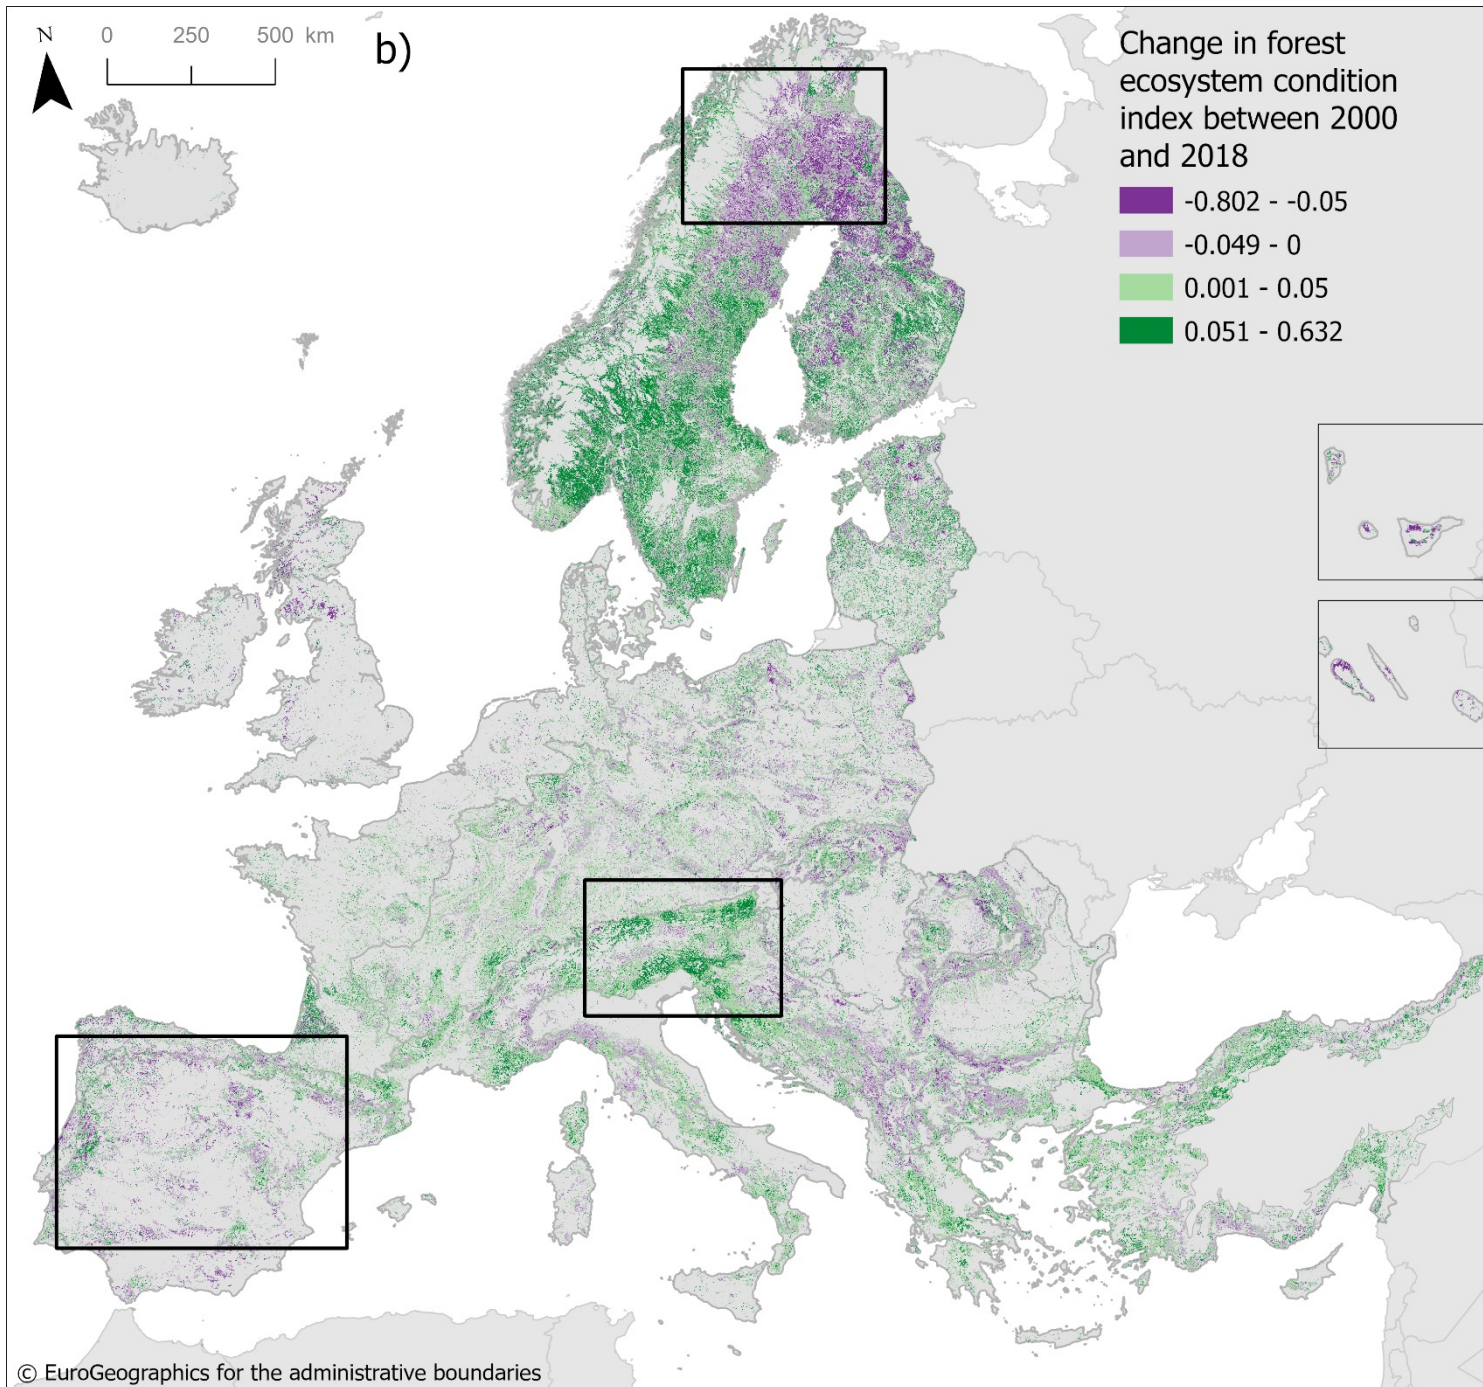 N
0 250 500 km
b)
Change in forest
ecosystem condition
index between 2000
and 2018
-0.802 - -0.05
-0.049 - 0
0.001 - 0.05
0.051 - 0.632
© EuroGeographics for the administrative boundaries